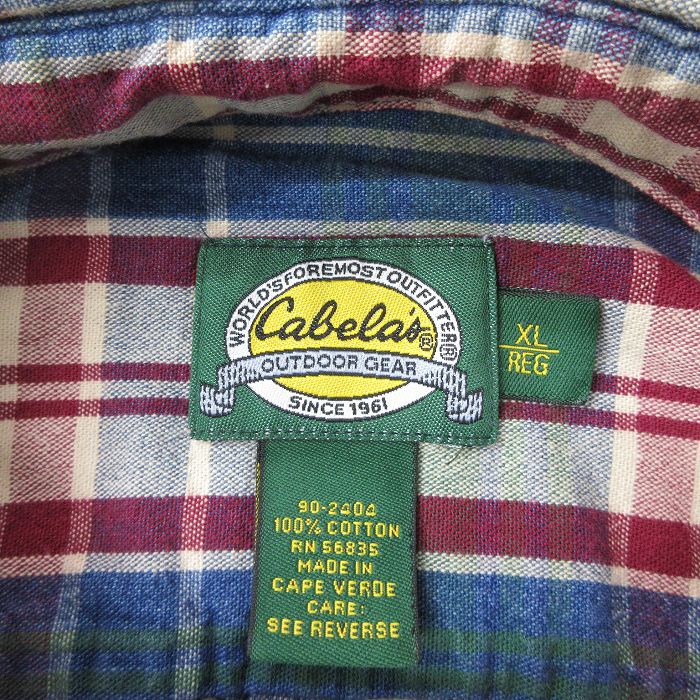 WORLD'S FOREMOST OUTFITTER®
Cabela's®
OUTDOOR GEAR
SINCE 1961
XL
REG
90-2404
100% COTTON
RN 56835
MADE IN
CAPE VERDE
CARE:
SEE REVERSE